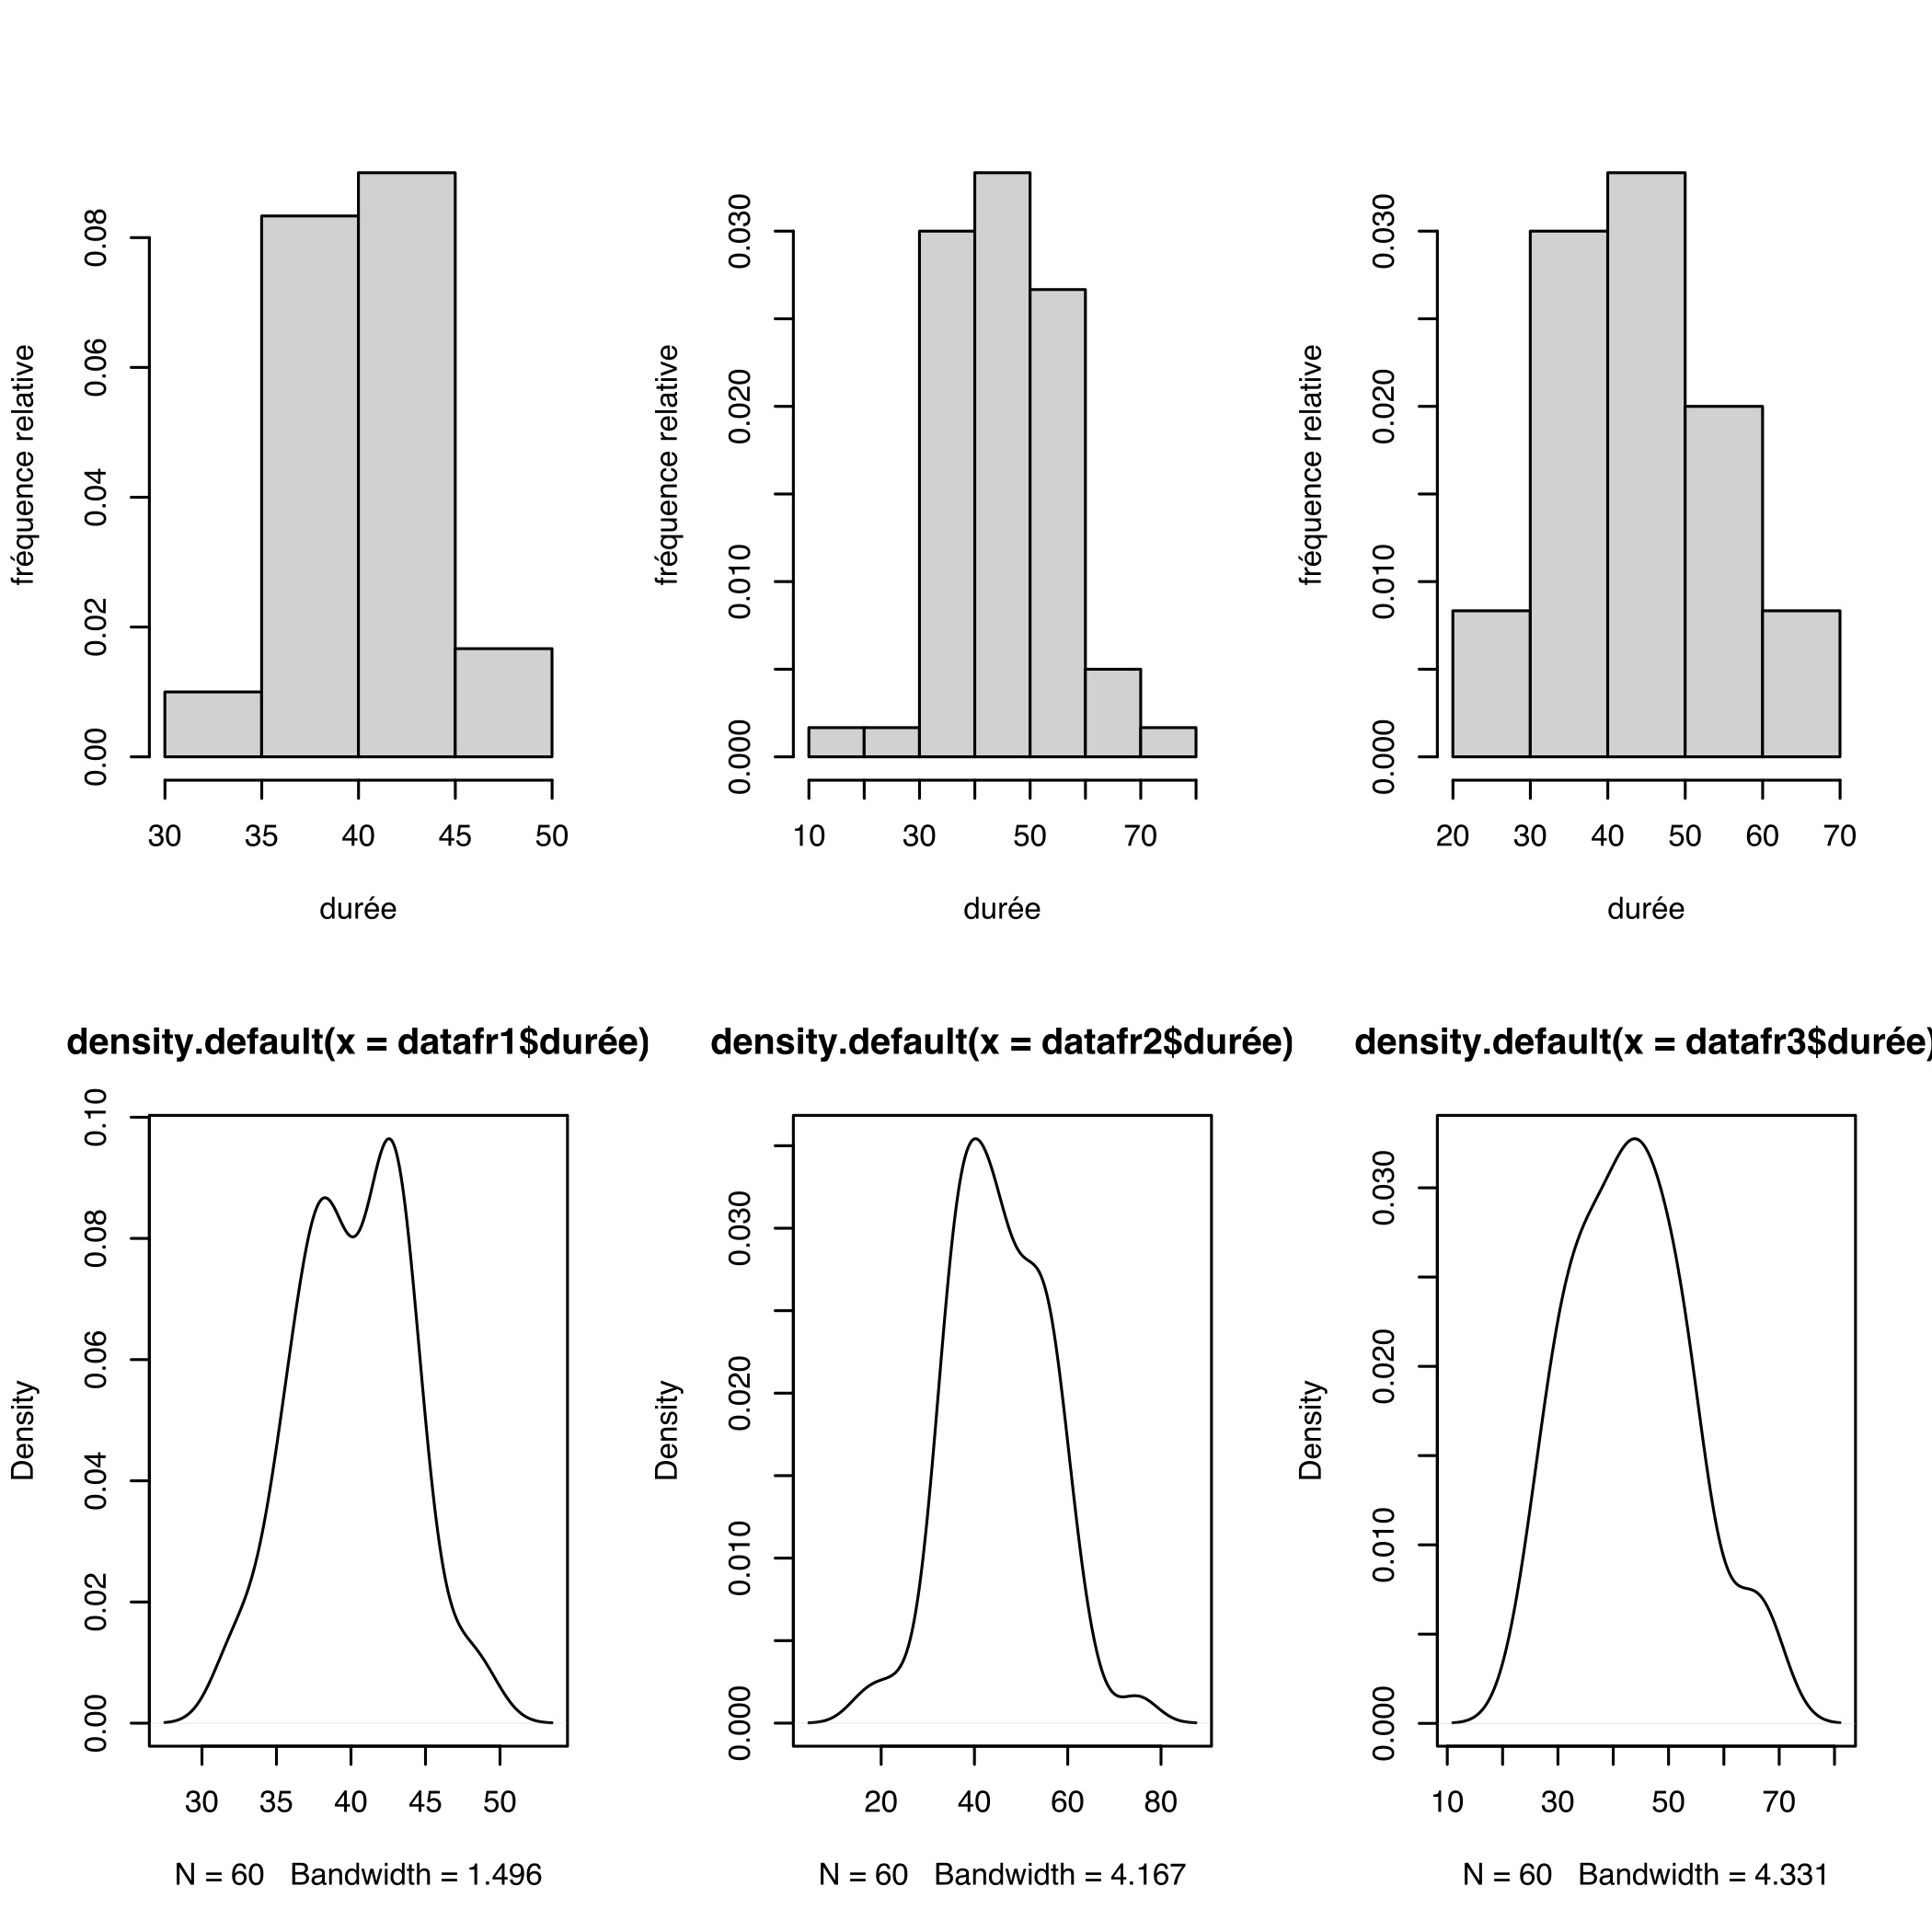 fréquence relative
0.00 0.02 0.04 0.06 0.08
30 35 40 45 50
durée
fréquence relative
0.000 0.010 0.020 0.030
10 30 50 70
durée
fréquence relative
0.000 0.010 0.020 0.030
20 30 40 50 60 70
durée
density.default(x = datafr1$durée)
Density
0.00 0.02 0.04 0.06 0.08 0.10
30 35 40 45 50
N = 60 Bandwidth = 1.496
density.default(x = datafr2$durée)
Density
0.000 0.010 0.020 0.030
20 40 60 80
N = 60 Bandwidth = 4.167
density.default(x = datafr3$durée)
Density
0.000 0.010 0.020 0.030
10 30 50 70
N = 60 Bandwidth = 4.331